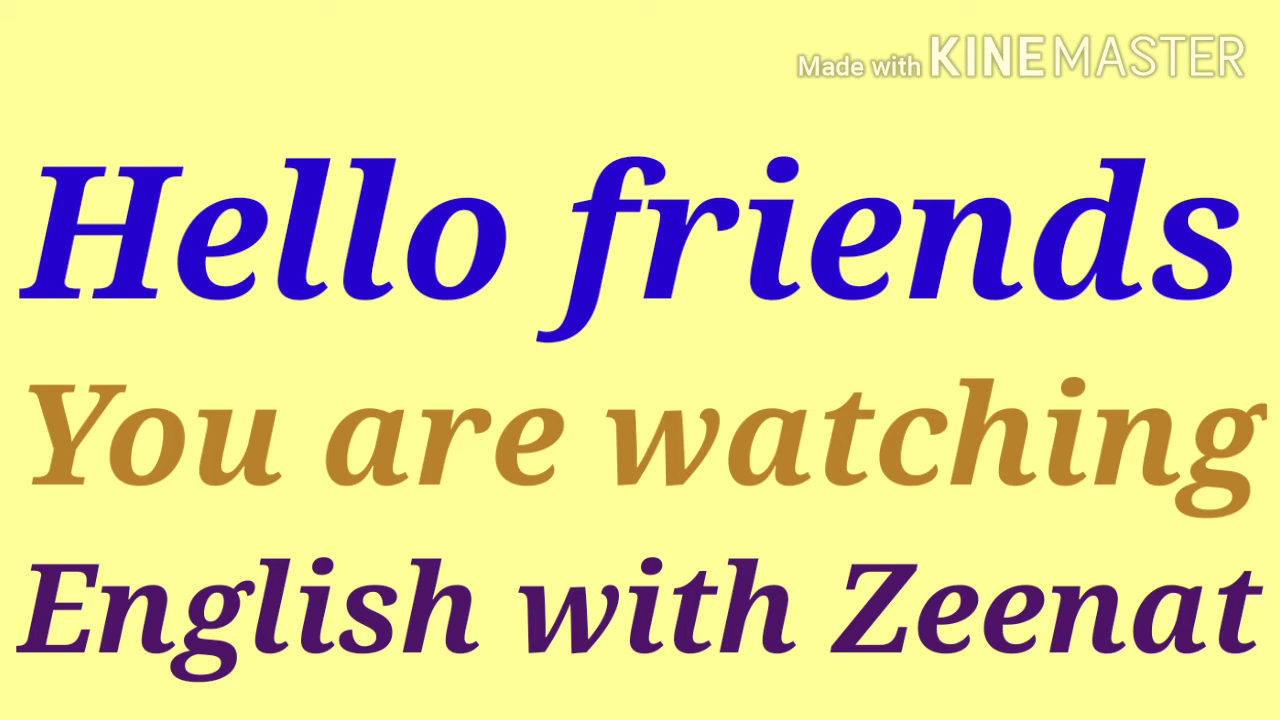 Made with KINEMASTER
Hello friends
You are watching
English with Zeenat